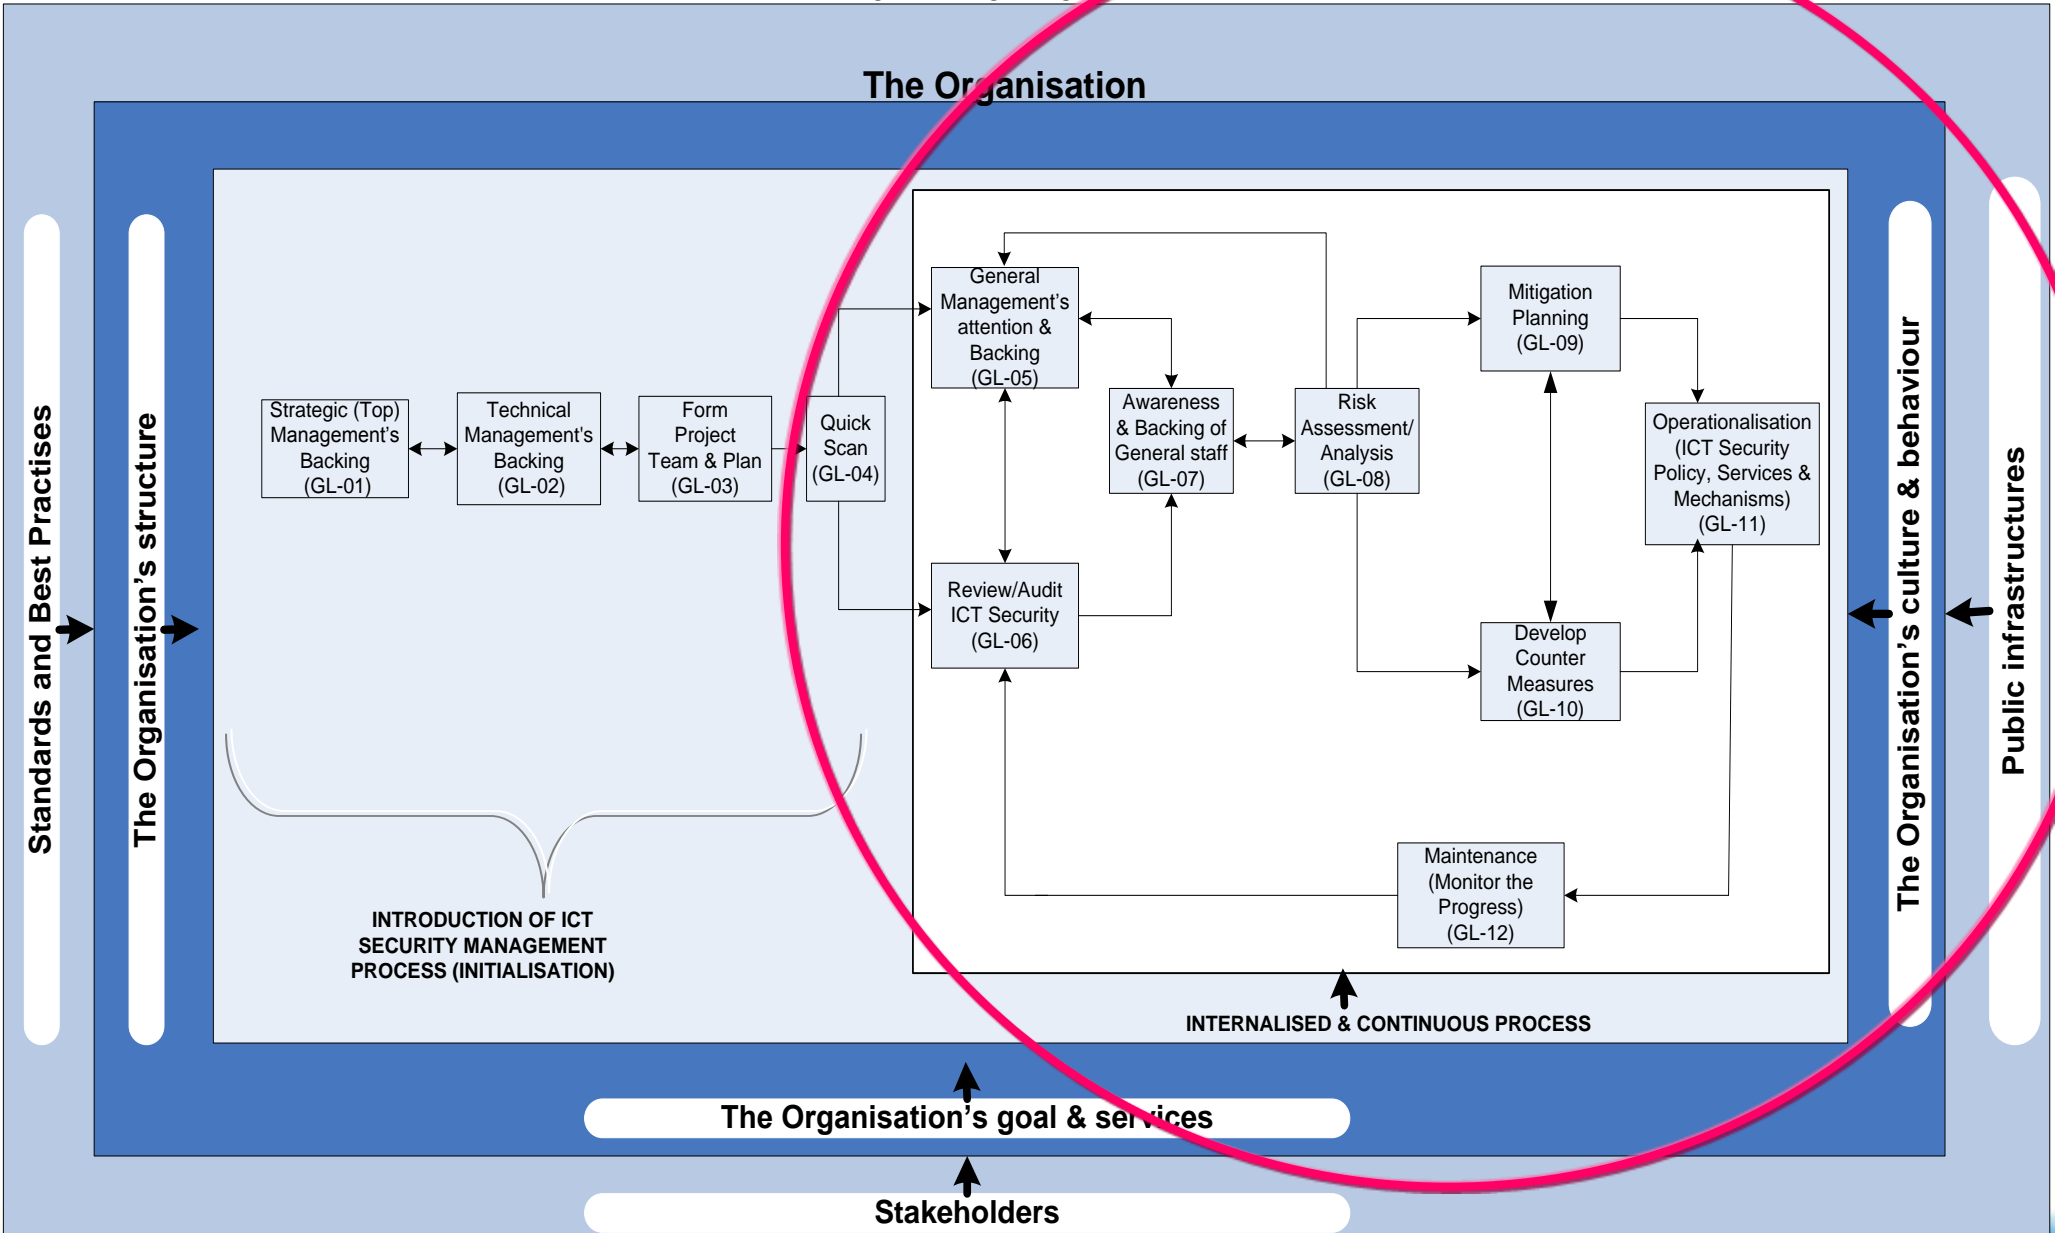 The Organisation
Standards and Best Practises
The Organisation's structure
Strategic (Top)
Management's
Backing
(GL-01)
Technical
Management's
Backing
(GL-02)
Form
Project
Team & Plan
(GL-03)
Quick
Scan
(GL-04)
General
Management's
attention &
Backing
(GL-05)
Review/Audit
ICT Security
(GL-06)
Awareness
& Backing of
General staff
(GL-07)
Risk
Assessment/
Analysis
(GL-08)
Mitigation
Planning
(GL-09)
Develop
Counter
Measures
(GL-10)
Operationalisation
(ICT Security
Policy, Services &
Mechanisms)
(GL-11)
Maintenance
(Monitor the
Progress)
(GL-12)
INTRODUCTION OF ICT
SECURITY MANAGEMENT
PROCESS (INITIALISATION)
INTERNALISED & CONTINUOUS PROCESS
The Organisation's culture & behaviour
Public infrastructures
The Organisation's goal & services
Stakeholders